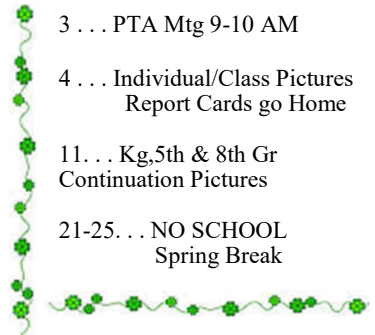 3 . . . PTA Mtg 9-10 AM
4 . . . Individual/Class Pictures
Report Cards go Home
11. . . Kg,5th & 8th Gr
Continuation Pictures
21-25. . . NO SCHOOL
Spring Break